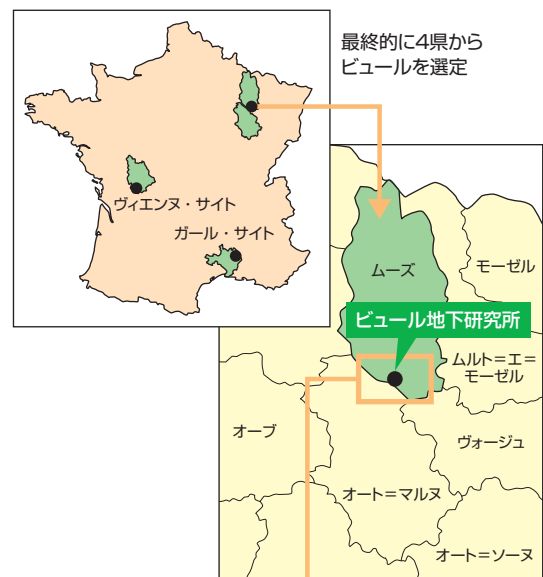 最終的に4県から
ビュールを選定
ヴィエンヌ・サイト
ガール・サイト
ムーズ
モーゼル
ビュール地下研究所
ムルト=エ=
モーゼル
オーブ
ヴォージュ
オート=マルヌ
オート=ソーヌ